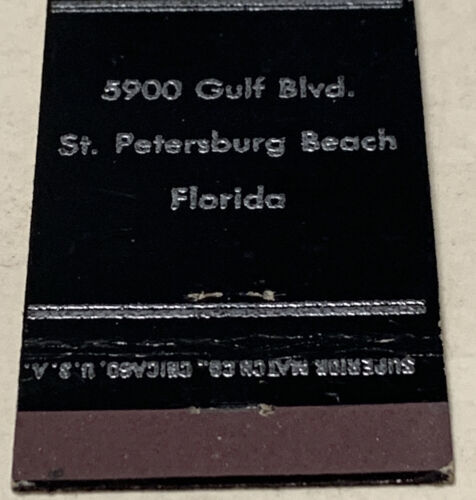 5900 Gulf Blvd.
St. Petersburg Beach
Florida
SUPERIOR MATCH CO., CHICAGO, U.S.A.